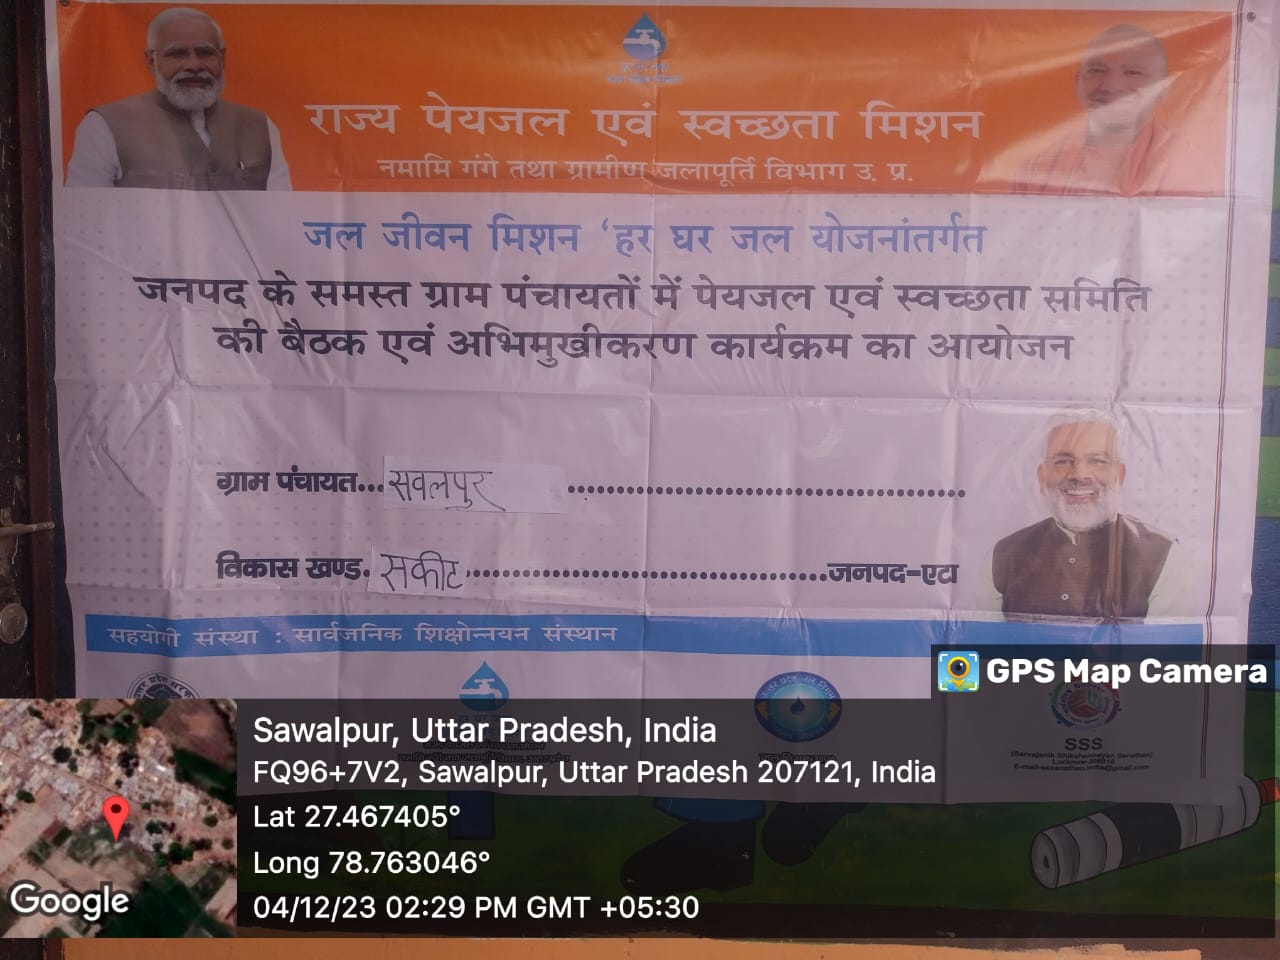 राज्य पेयजल एवं स्वच्छता मिशन
नमामि गंगे तथा ग्रामीण जलापूर्ति विभाग उ. प्र.
जल जीवन मिशन ‘हर घर जल योजनांतर्गत
जनपद के समस्त ग्राम पंचायतों में पेयजल एवं स्वच्छता समिति
की बैठक एवं अभिमुखीकरण कार्यक्रम का आयोजन
ग्राम पंचायत... सवलपुर ........................................
विकास खण्ड. सकीट ........................................जनपद-एटा
सहयोगी संस्था : सार्वजनिक शिक्षोन्नयन संस्थान
GPS Map Camera
SSS
(Sarvajanik Shikshonnayan Sansthan)
Sawalpur, Uttar Pradesh, India
FQ96+7V2, Sawalpur, Uttar Pradesh 207121, India
Lat 27.467405°
Long 78.763046°
04/12/23 02:29 PM GMT +05:30
Google